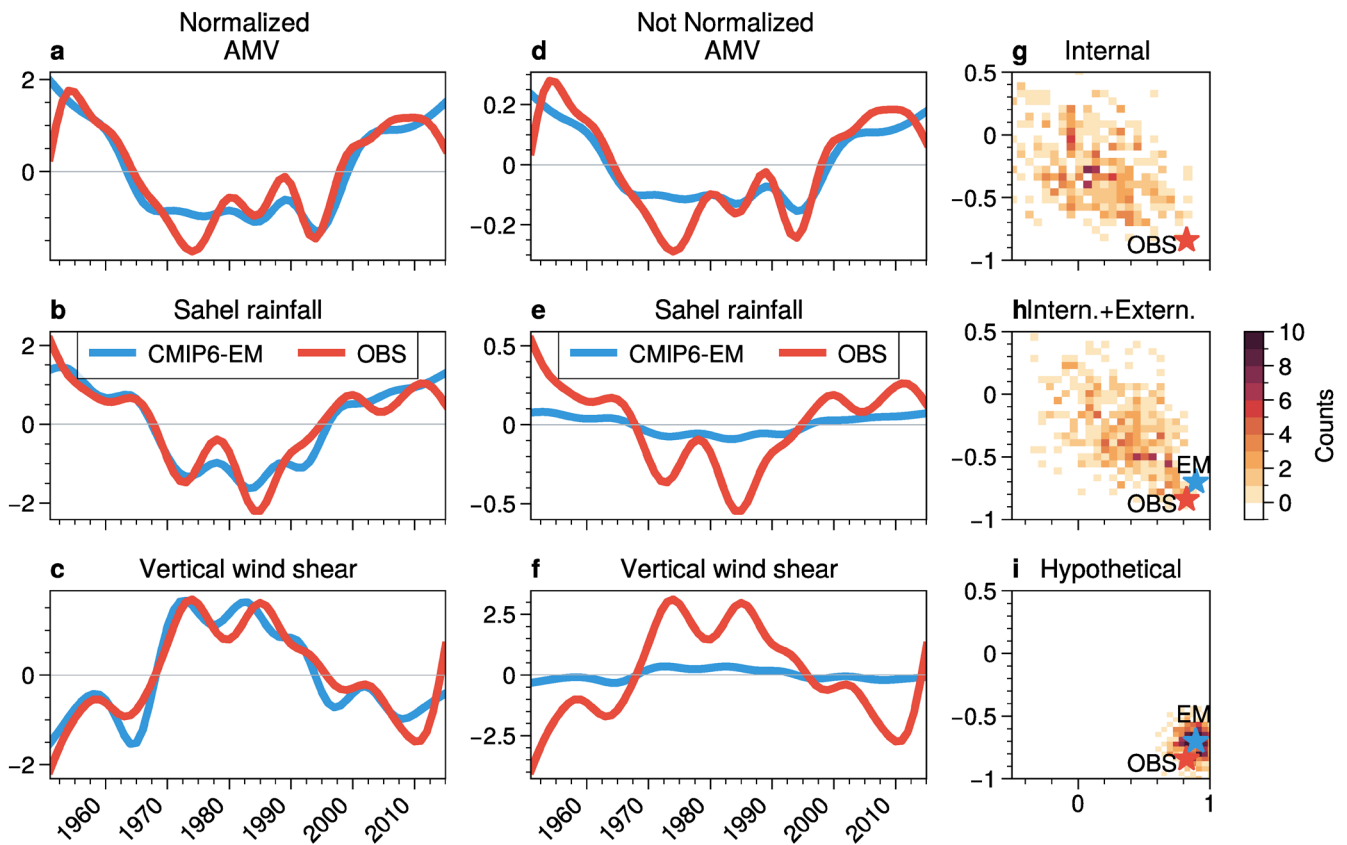 Normalized
a AMV
2
0
b Sahel rainfall
CMIP6-EM OBS
2
0
−2
c Vertical wind shear
0
−2
1960 1970 1980 1990 2000 2010
Not Normalized
d AMV
0.2
0
−0.2
e Sahel rainfall
CMIP6-EM OBS
0.5
0
−0.5
f Vertical wind shear
2.5
0
−2.5
1960 1970 1980 1990 2000 2010
g Internal
0.5
0
−0.5
−1
OBS
hIntern.+Extern.
0.5
0
−0.5
−1
EM
OBS
10
8
6
4
2
0
Counts
i Hypothetical
0.5
0
−0.5
−1
EM
OBS
0 1